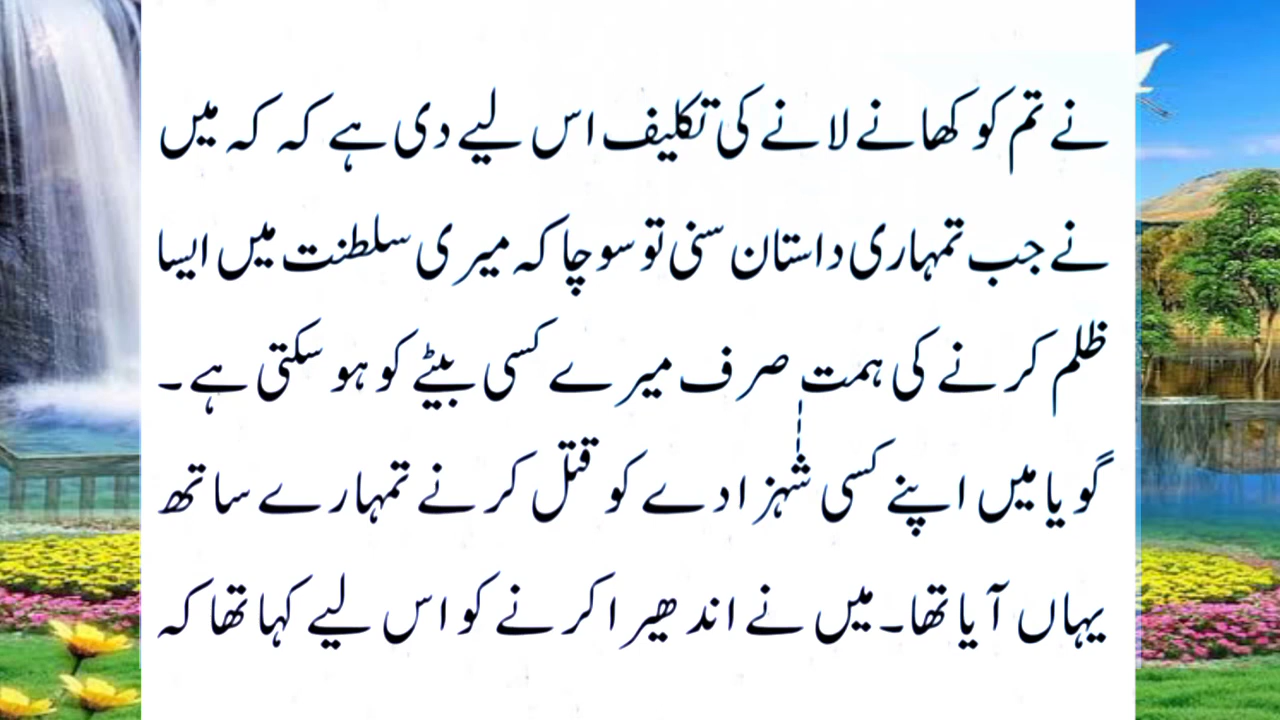 نے تم کو کھانے لانے کی تکلیف اس لیے دی ہے کہ کہ میں
نے جب تمہاری داستان سنی تو سوچا کہ میری سلطنت میں ایسا
ظلم کرنے کی ہمت صرف میرے کسی بیٹے کو ہو سکتی ہے۔
گویا میں اپنے کسی شہزادے کو قتل کرنے تمہارے ساتھ
یہاں آیا تھا۔ میں نے اندھیرا کرنے کو اس لیے کہا تھا کہ